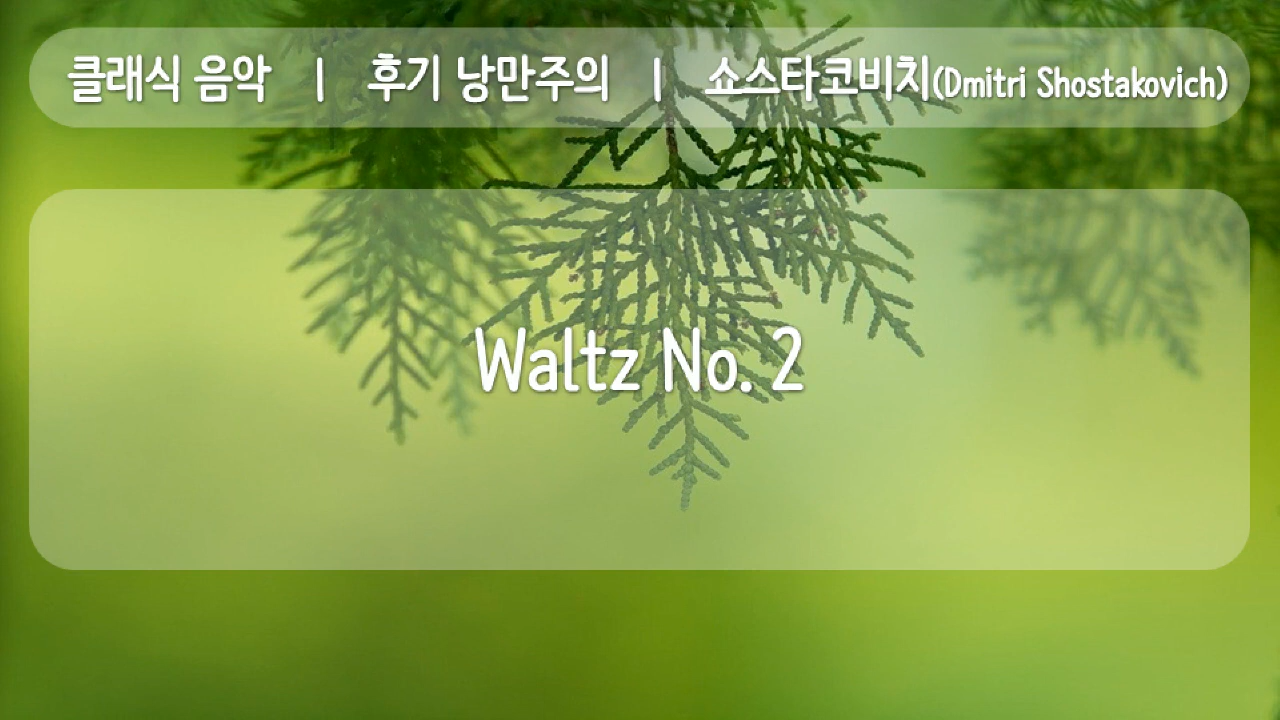 클래식 음악 | 후기 낭만주의 | 쇼스타코비치(Dmitri Shostakovich)
Waltz No. 2